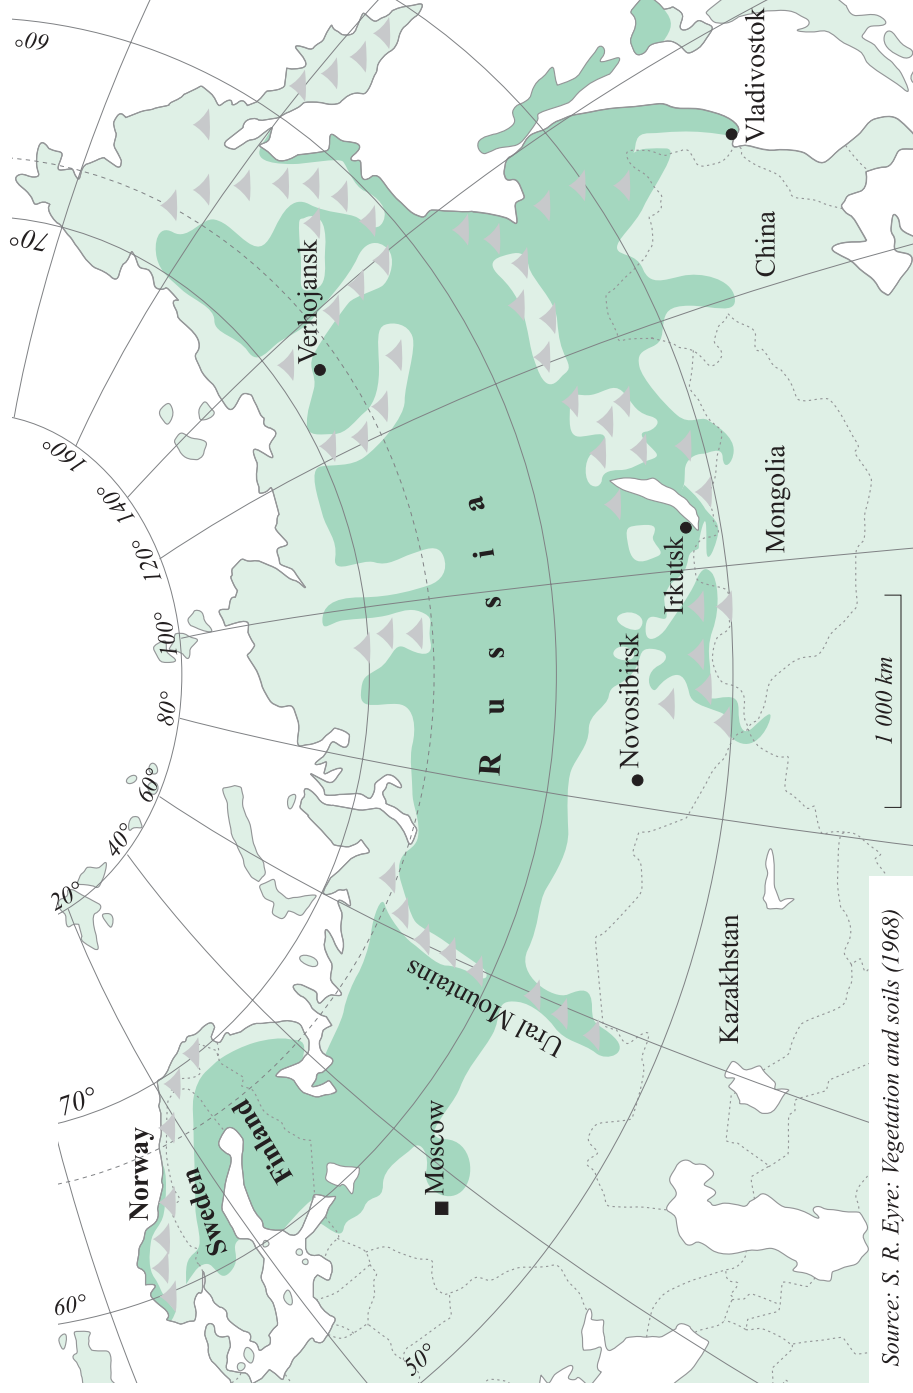 60°
70°
160°
140°
120°
100°
80°
60°
40°
20°
70°
60°
50°
Verhojansk
Vladivostok
China
Mongolia
Irkutsk
Novosibirsk
Russia
Ural Mountains
Kazakhstan
Moscow
Norway
Sweden
Finland
1 000 km
Source: S. R. Eyre: Vegetation and soils (1968)